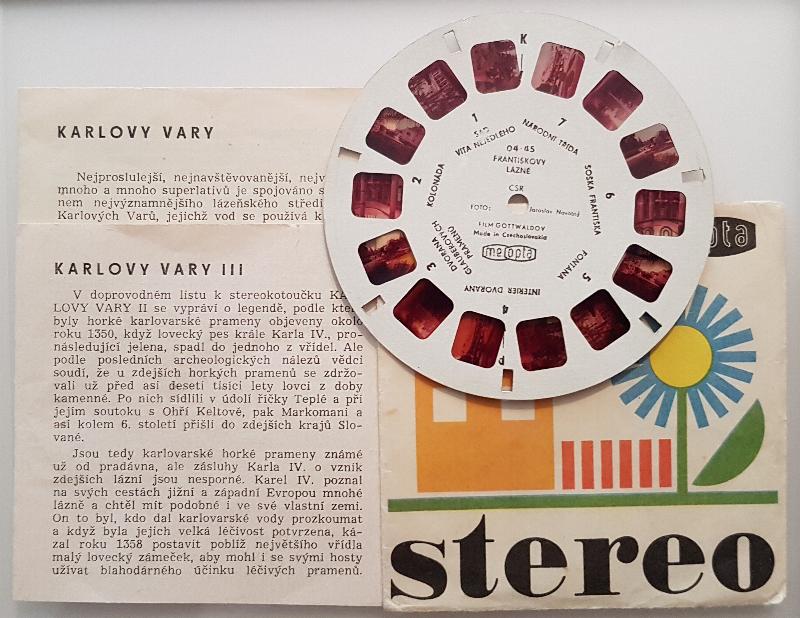 KARLOVY VARY
Nejproslulejší, nejnavštěvovanější,
mnoho a mnoho superlativů je spojováno
nem nejvýznamnějšího lázeňského
Karlových Varů, jejichž vod se používá k
KARLOVY VARY III
V doprovodném listu k stereokotoučku
LOVY VARY II se vypráví o legendě, podle
byly horké karlovarské prameny objeveny okolo
roku 1350, když lovecký pes krále Karla IV., pro-
následující jelena, spadl do jednoho z vřídel. Ale
podle posledních archeologických nálezů vědci
soudí, že u zdejších horkých pramenů se zdržo-
vali už před asi deseti tisíci lety lovci z doby
kamenné. Po nich sídlili v údolí říčky Teplé a při
jejím soutoku s Ohří Keltové, pak Markomani a
asi kolem 6. století přišli do zdejších krajů Slo-
vané.
Jsou tedy karlovarské horké prameny známé
už od pradávna, ale zásluhy Karla IV. o vznik
zdejších lázní jsou nesporné. Karel IV. poznal
na svých cestách jižní a západní Evropou mnohé
lázně a chtěl mít podobné i ve své vlastní zemi.
On to byl, kdo dal karlovarské vody prozkoumat
a když byla jejich velká léčivost potvrzena, ká-
zal roku 1358 postavit poblíž největšího vřídla
malý lovecký zámeček, aby mohl i se svými hosty
užívat blahodárného účinku léčivých pramenů.
K
1
SAD
VÍTA NEJEDLÉHO
7
NÁRODNÍ TŘÍDA
6
SOŠKA FRANTIŠKA
5
FONTÁNA
4
INTERIÉR DVORANY
3
DVORANA
GLAUBEROVÝCH
PRAMENŮ
2
KOLONÁDA
04-45
FRANTIŠKOVY
LÁZNĚ
ČSR
FOTO: Jaroslav Novotný
FILM GOTTWALDOV
Made in Czechoslovakia
meopta
P
stereo